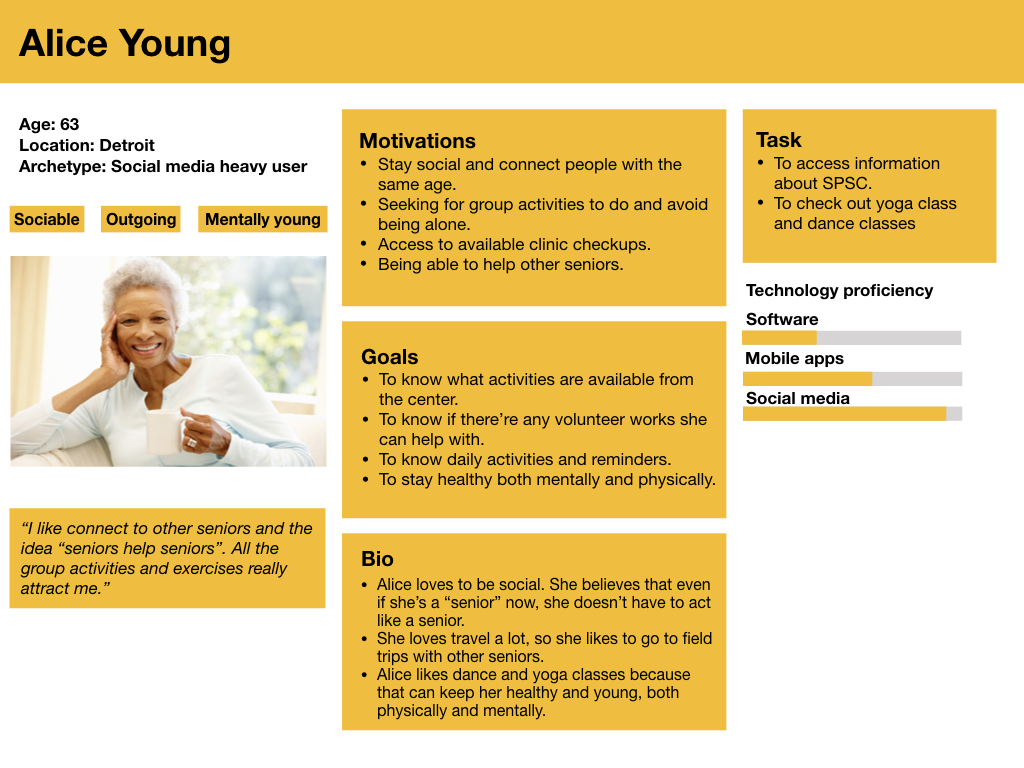 Alice Young
Age: 63
Location: Detroit
Archetype: Social media heavy user
Sociable
Outgoing
Mentally young
“I like connect to other seniors and the
idea “seniors help seniors”. All the
group activities and exercises really
attract me.”
Motivations
• Stay social and connect people with the
same age.
• Seeking for group activities to do and avoid
being alone.
• Access to available clinic checkups.
• Being able to help other seniors.
Goals
• To know what activities are available from
the center.
• To know if there’re any volunteer works she
can help with.
• To know daily activities and reminders.
• To stay healthy both mentally and physically.
Bio
• Alice loves to be social. She believes that even
if she’s a “senior” now, she doesn’t have to act
like a senior.
• She loves travel a lot, so she likes to go to field
trips with other seniors.
• Alice likes dance and yoga classes because
that can keep her healthy and young, both
physically and mentally.
Task
• To access information
about SPSC.
• To check out yoga class
and dance classes
Technology proficiency
Software
Mobile apps
Social media